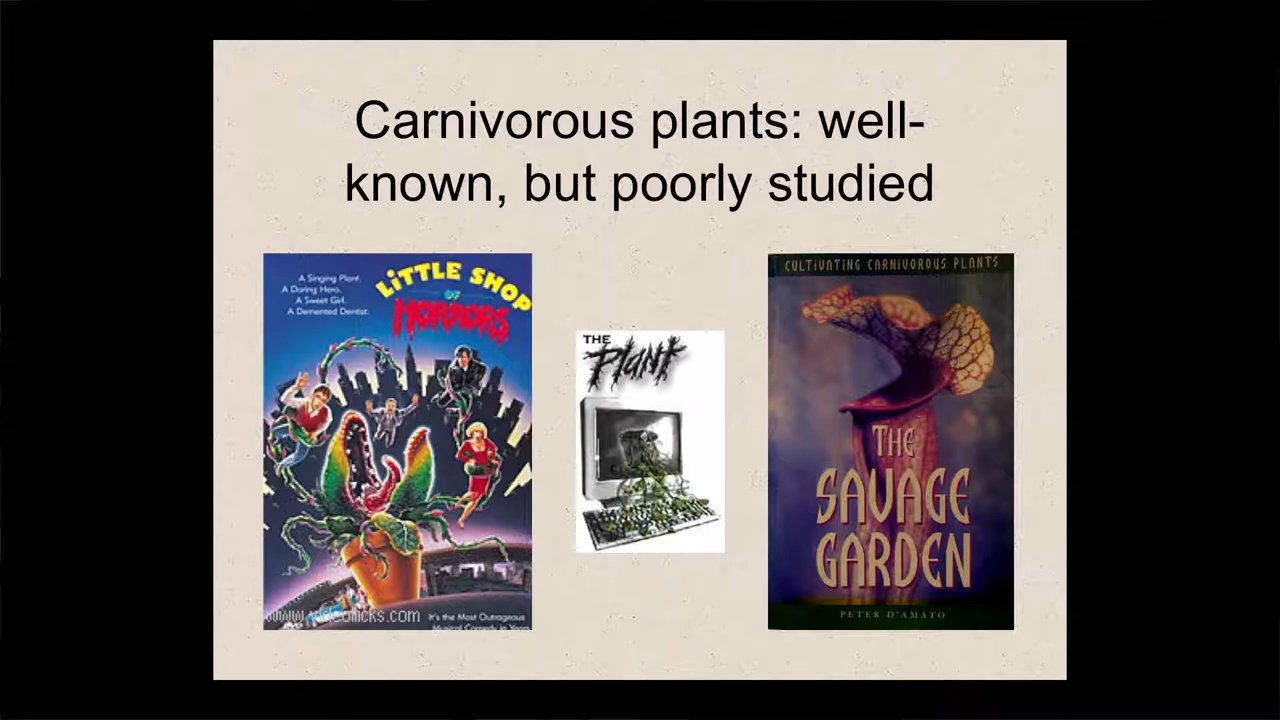 Carnivorous plants: well-
known, but poorly studied
A Singing Plant.
A Daring Hero.
A Sweet Girl.
A Demented Dentist.
LITTLE SHOP
OF
HORRORS
It's the Most Outrageous
Musical Comedy in Years
THE
Plant
CULTIVATING CARNIVOROUS PLANTS
THE
SAVAGE
GARDEN
PETER D'AMATO